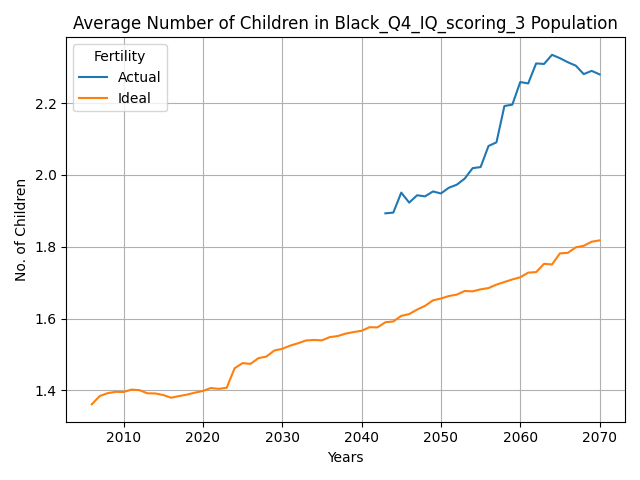 Average Number of Children in Black_Q4_IQ_scoring_3 Population
Fertility
Actual
Ideal
No. of Children
2.2
2.0
1.8
1.6
1.4
2010 2020 2030 2040 2050 2060 2070
Years